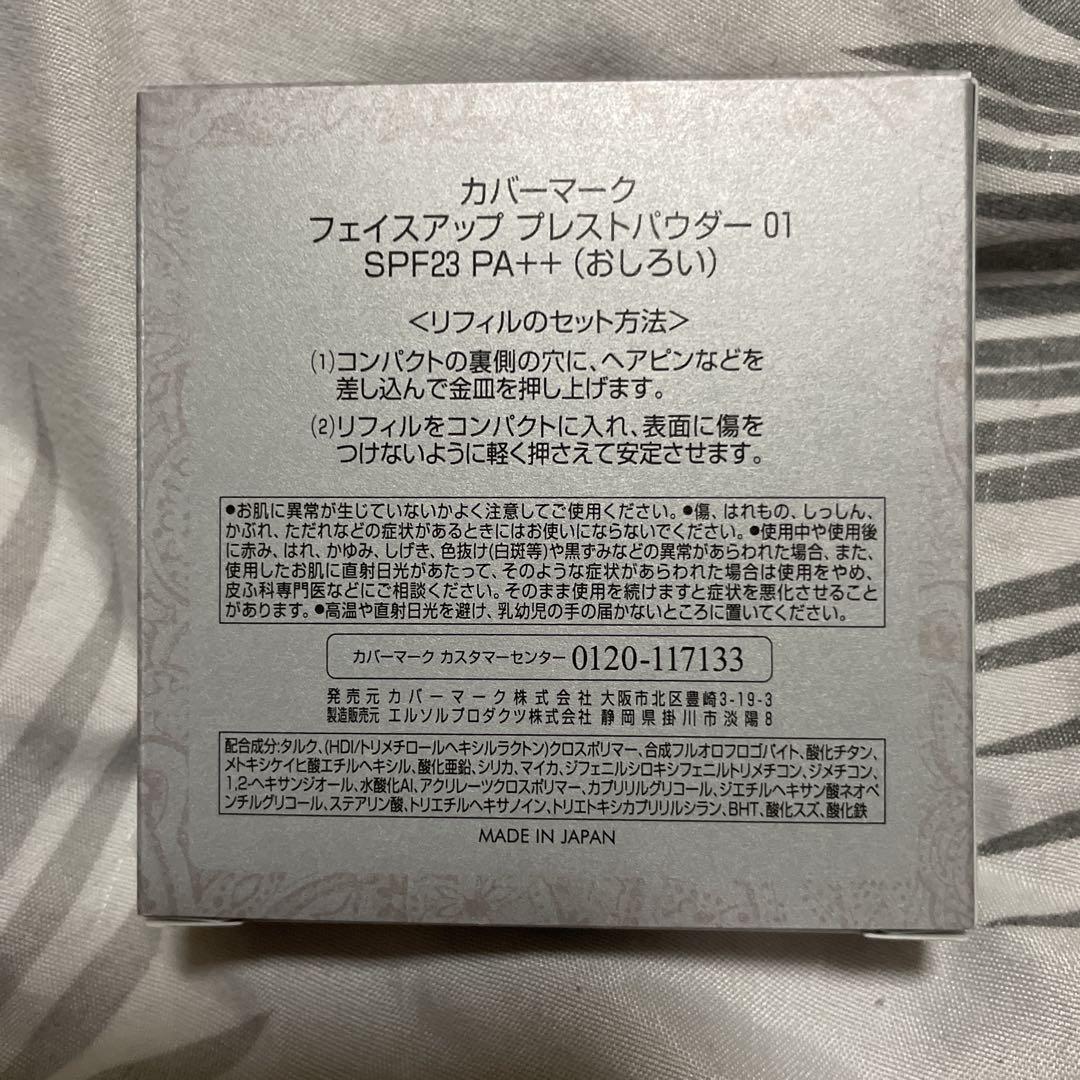 カバーマーク
フェイスアップ プレストパウダー 01
SPF23 PA++（おしろい）
＜リフィルのセット方法＞
(1)コンパクトの裏側の穴に、ヘアピンなどを
差し込んで金皿を押し上げます。
(2)リフィルをコンパクトに入れ、表面に傷を
つけないように軽く押さえて安定させます。
●お肌に異常が生じていないかよく注意してご使用ください。●傷、はれもの、しっしん、
かぶれ、ただれなどの症状があるときにはお使いにならないでください。●使用中や使用後
に赤み、はれ、かゆみ、しげき、色抜け(白斑等)や黒ずみなどの異常があらわれた場合、また、
使用したお肌に直射日光があたって、そのような症状があらわれた場合は使用をやめ、
皮ふ科専門医などにご相談ください。そのまま使用を続けますと症状を悪化させること
があります。●高温や直射日光を避け、乳幼児の手の届かないところに置いてください。
カバーマーク カスタマーセンター 0120-117133
発売元 カバーマーク株式会社 大阪市北区豊崎3-19-3
製造販売元 エルソルプロダクツ株式会社 静岡県掛川市淡陽8
配合成分:タルク、(HDI/トリメチロールヘキシルラクトン)クロスポリマー、合成フルオロフロゴパイト、酸化チタン、
メトキシケイヒ酸エチルヘキシル、酸化亜鉛、シリカ、マイカ、ジフェニルシロキシフェニルトリメチコン、ジメチコン、
1,2-ヘキサンジオール、水酸化Al、アクリレーツクロスポリマー、カプリリルグリコール、ジエチルヘキサン酸ネオペ
ンチルグリコール、ステアリン酸、トリエチルヘキサノイン、トリエトキシカプリリルシラン、BHT、酸化スズ、酸化鉄
MADE IN JAPAN